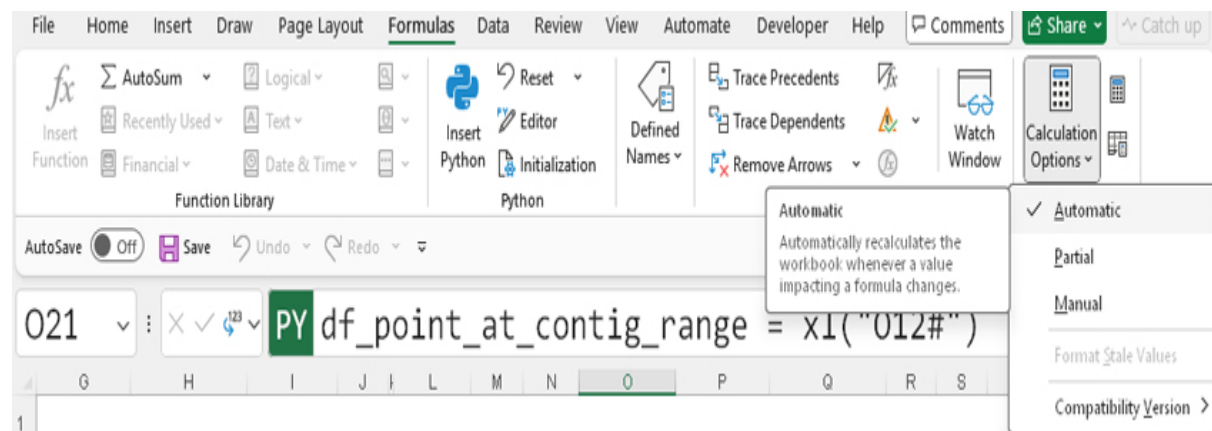 File Home Insert Draw Page Layout Formulas Data Review View Automate Developer Help Comments Share Catch up
fx AutoSum Logical Reset Trace Precedents fx
Insert Function Recently Used Text Insert Python Editor Defined Names Trace Dependents Watch Window Calculation Options
Financial Date & Time Initialization Remove Arrows fx
Function Library Python
Automatic
Automatically recalculates the
workbook whenever a value
impacting a formula changes.
Automatic
Partial
Manual
Format Stale Values
Compatibility Version
AutoSave Off Save Undo Redo
O21 123 PY df_point_at_contig_range = xl("O12#")
G H I J L M N O P Q R S
1